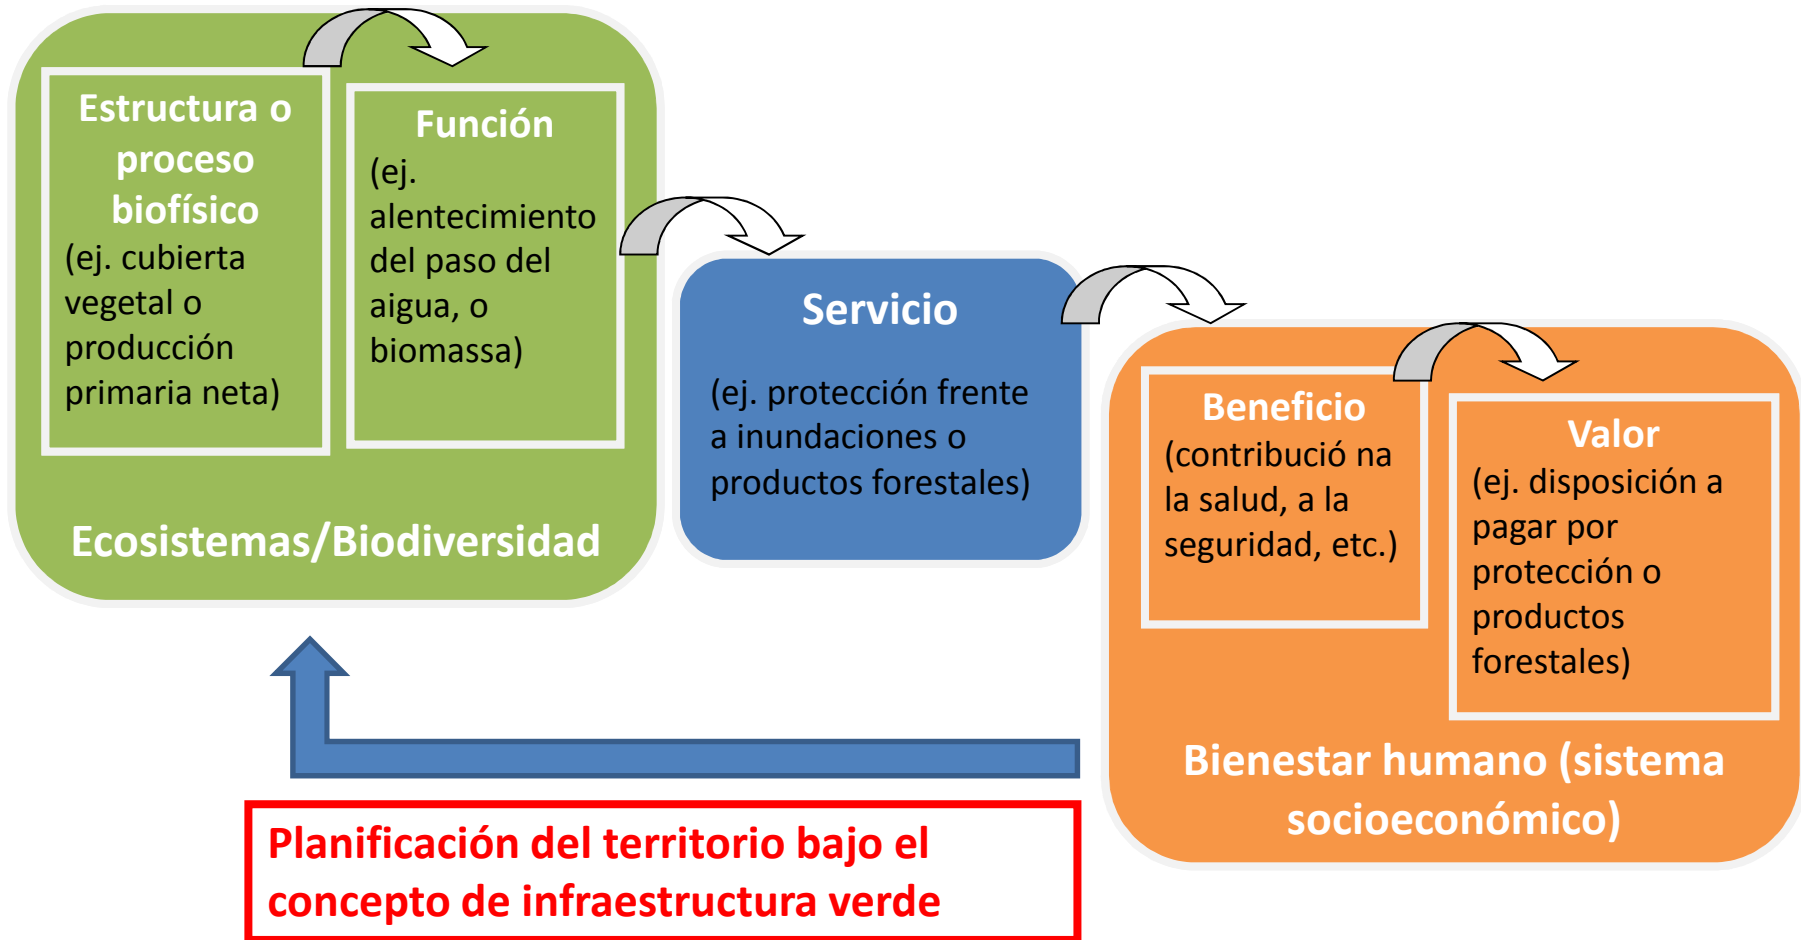 Estructura o
proceso
biofísico
(ej. cubierta
vegetal o
producción
primaria neta)
Función
(ej.
alentecimiento
del paso del
aigua, o
biomassa)
Ecosistemas/Biodiversidad
Servicio
(ej. protección frente
a inundaciones o
productos forestales)
Beneficio
(contribució na
la salud, a la
seguridad, etc.)
Valor
(ej. disposición a
pagar por
protección o
productos
forestales)
Bienestar humano (sistema
socioeconómico)
Planificación del territorio bajo el
concepto de infraestructura verde